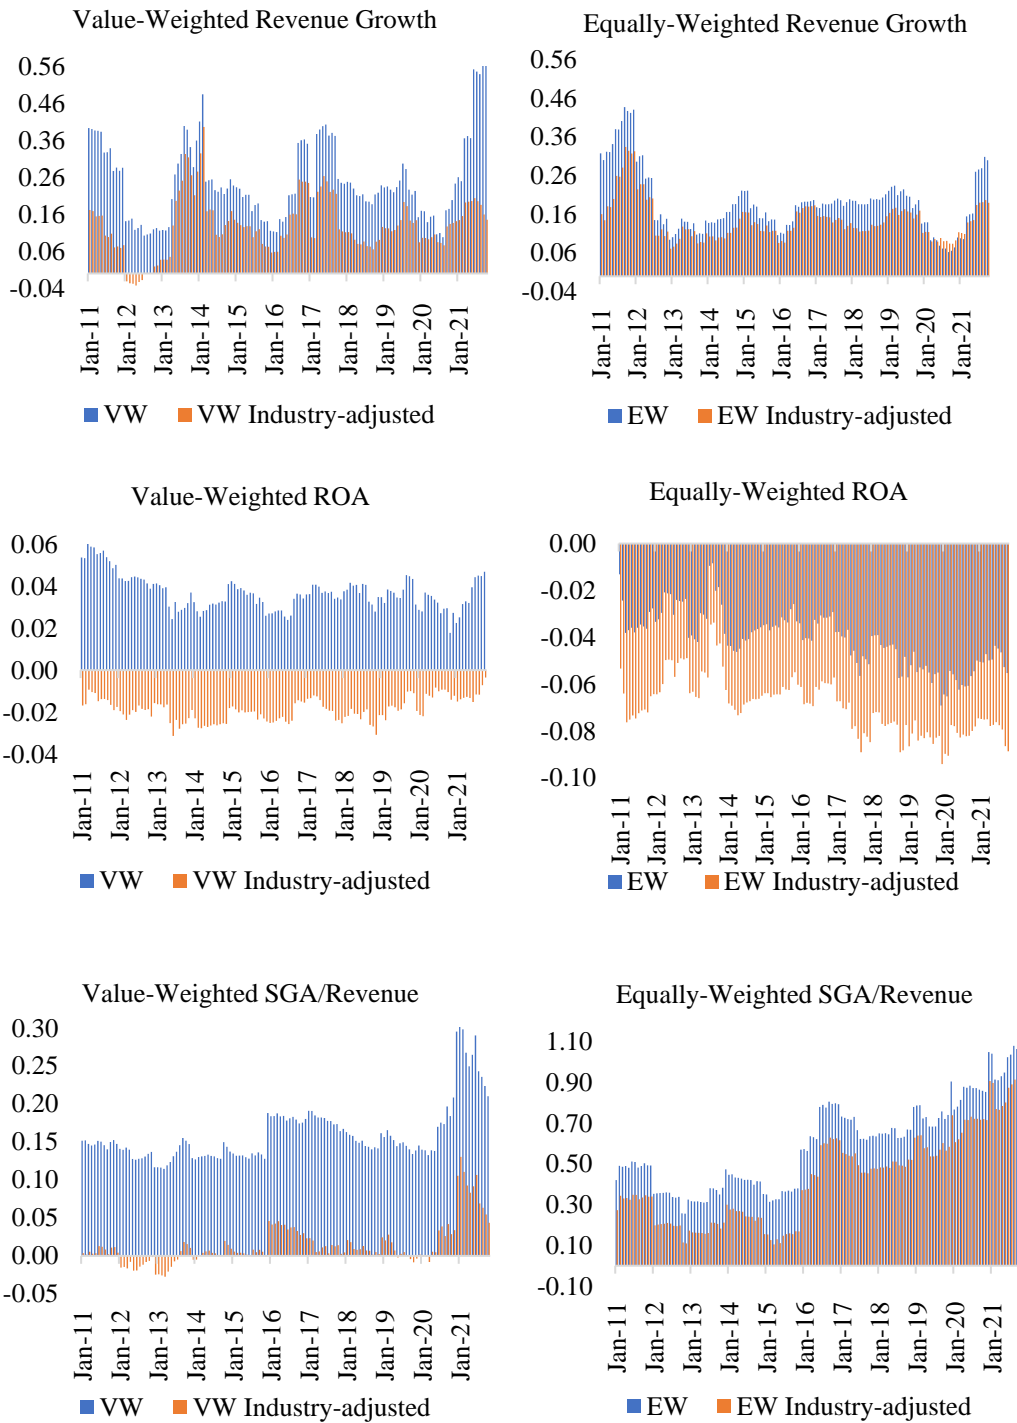 Value-Weighted Revenue Growth
0.56
0.46
0.36
0.26
0.16
0.06
-0.04
Jan-11
Jan-12
Jan-13
Jan-14
Jan-15
Jan-16
Jan-17
Jan-18
Jan-19
Jan-20
Jan-21
VW VW Industry-adjusted
Equally-Weighted Revenue Growth
0.56
0.46
0.36
0.26
0.16
0.06
-0.04
Jan-11
Jan-12
Jan-13
Jan-14
Jan-15
Jan-16
Jan-17
Jan-18
Jan-19
Jan-20
Jan-21
EW EW Industry-adjusted
Value-Weighted ROA
0.06
0.04
0.02
0.00
-0.02
-0.04
Jan-11
Jan-12
Jan-13
Jan-14
Jan-15
Jan-16
Jan-17
Jan-18
Jan-19
Jan-20
Jan-21
VW VW Industry-adjusted
Equally-Weighted ROA
0.00
-0.02
-0.04
-0.06
-0.08
-0.10
Jan-11
Jan-12
Jan-13
Jan-14
Jan-15
Jan-16
Jan-17
Jan-18
Jan-19
Jan-20
Jan-21
EW EW Industry-adjusted
Value-Weighted SGA/Revenue
0.30
0.25
0.20
0.15
0.10
0.05
0.00
-0.05
Jan-11
Jan-12
Jan-13
Jan-14
Jan-15
Jan-16
Jan-17
Jan-18
Jan-19
Jan-20
Jan-21
VW VW Industry-adjusted
Equally-Weighted SGA/Revenue
1.10
0.90
0.70
0.50
0.30
0.10
-0.10
Jan-11
Jan-12
Jan-13
Jan-14
Jan-15
Jan-16
Jan-17
Jan-18
Jan-19
Jan-20
Jan-21
EW EW Industry-adjusted